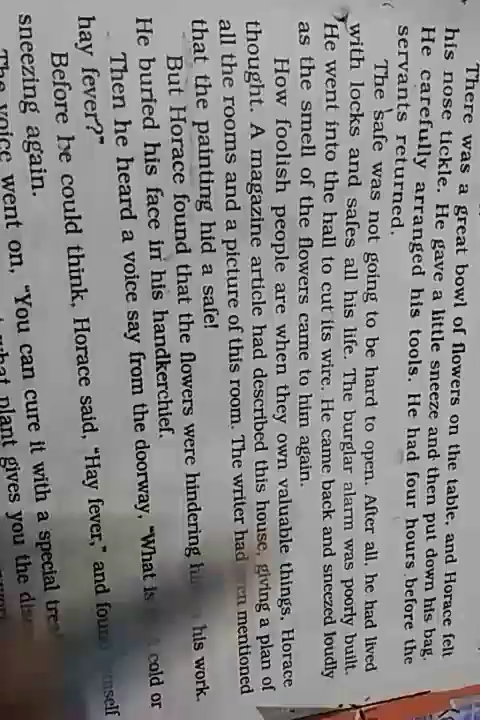 There was a great bowl of flowers on the table, and Horace felt
his nose tickle. He gave a little sneeze and then put down his bag.
He carefully arranged his tools. He had four hours before the
servants returned.
The safe was not going to be hard to open. After all, he had lived
with locks and safes all his life. The burglar alarm was poorly built.
He went into the hall to cut its wire. He came back and sneezed loudly
as the smell of the flowers came to him again.
How foolish people are when they own valuable things, Horace
thought. A magazine article had described this house, giving a plan of
all the rooms and a picture of this room. The writer had mentioned
that the painting hid a safe!
But Horace found that the flowers were hindering his work.
He buried his face in his handkerchief.
Then he heard a voice say from the doorway, "What is cold or
hay fever?"
Before he could think, Horace said, "Hay fever," and found
sneezing again.
The voice went on, "You can cure it with a special
what plant gives you the